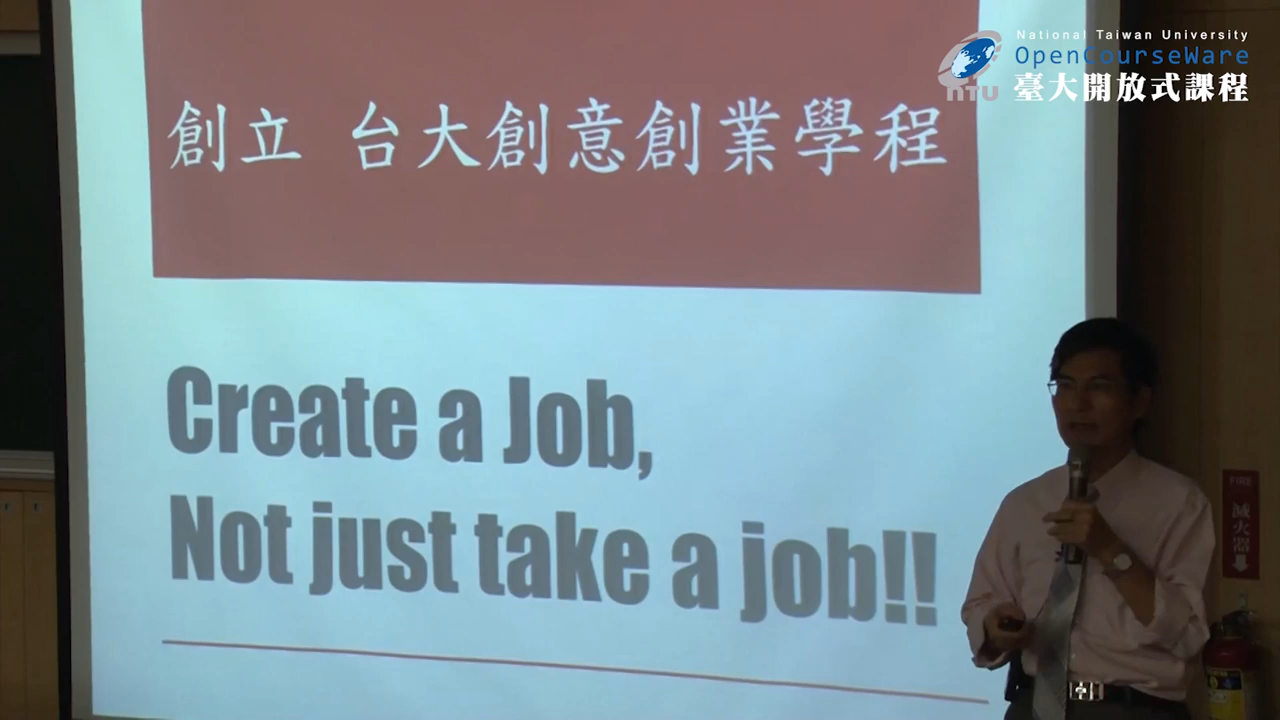 National Taiwan University
OpenCourseWare
NTU
臺大開放式課程
創立 台大創意創業學程
Create a Job,
Not just take a job!!
FIRE
滅火器